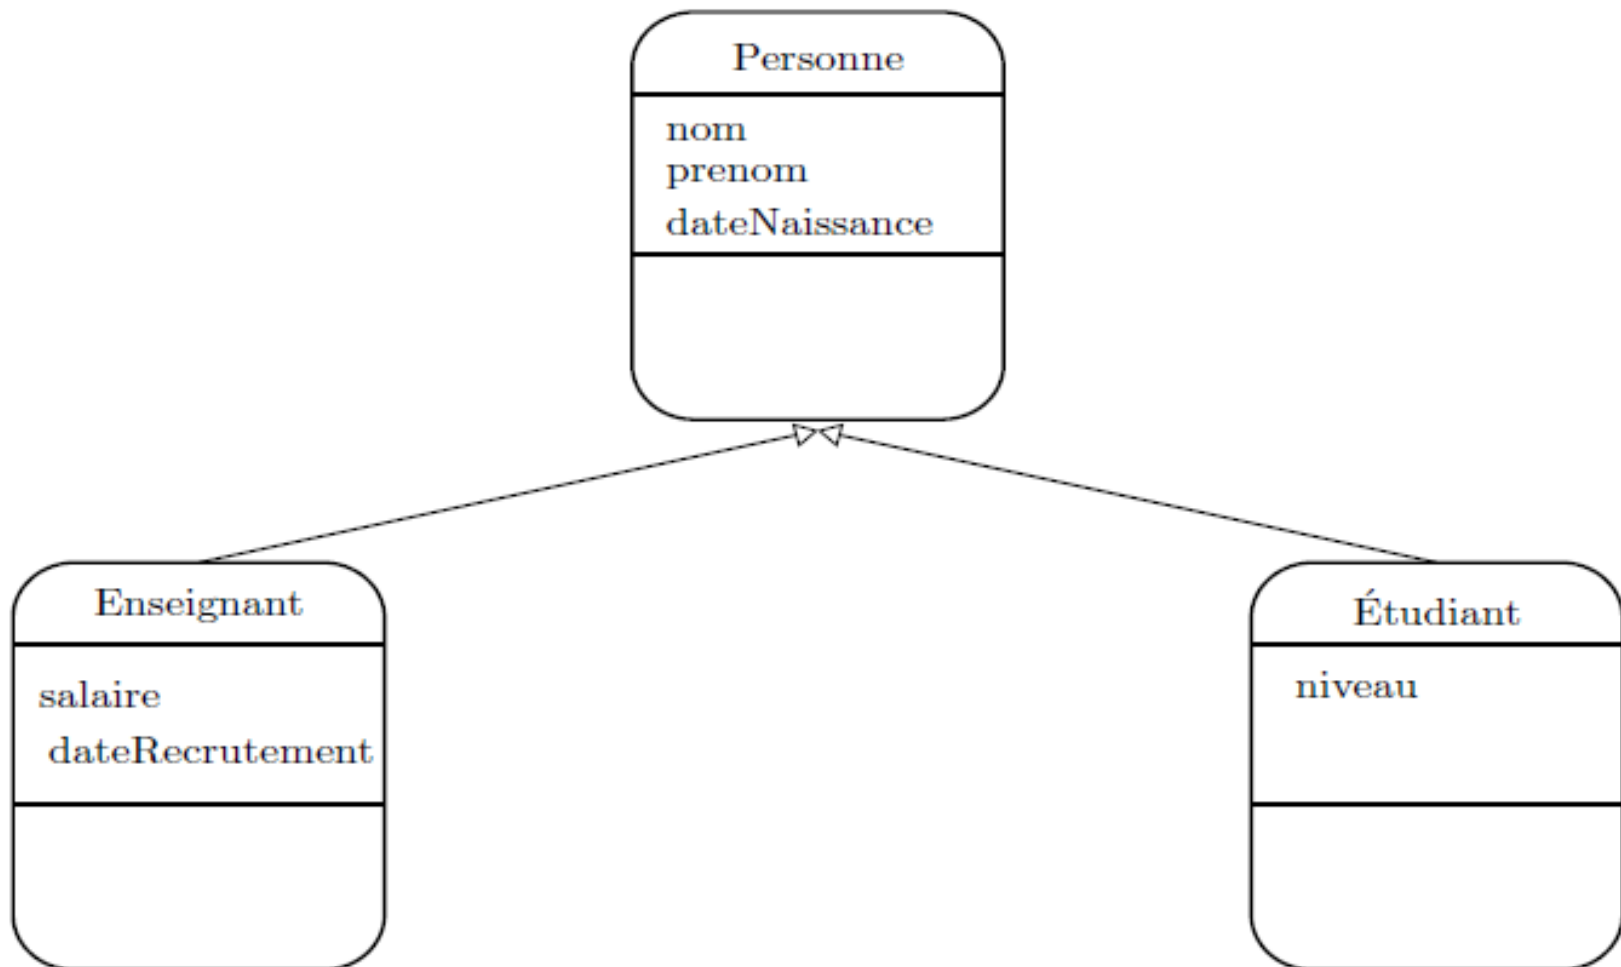 Personne
nom
prenom
dateNaissance
Enseignant
salaire
dateRecrutement
Étudiant
niveau